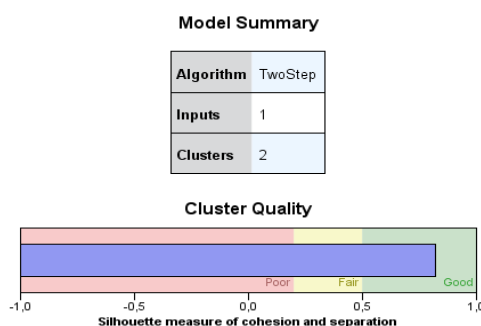 Model Summary
Algorithm TwoStep
Inputs 1
Clusters 2
Cluster Quality
Poor Fair Good
-1,0 -0,5 0,0 0,5 1,0
Silhouette measure of cohesion and separation